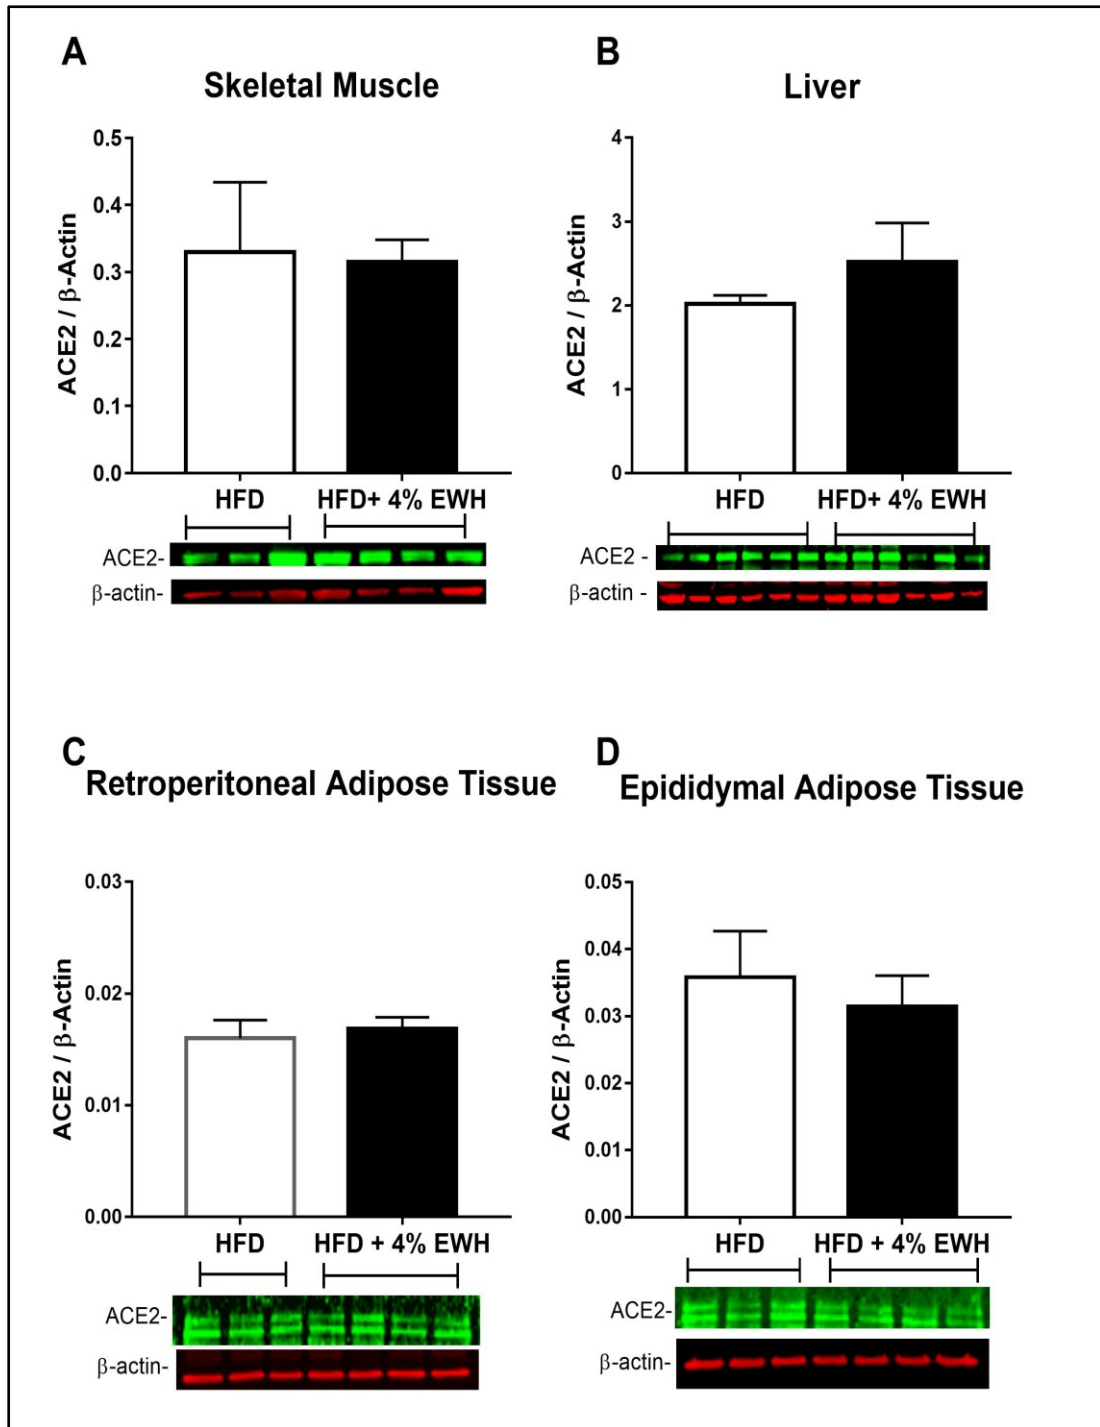 A
Skeletal Muscle
ACE2 / β-Actin
0.5
0.4
0.3
0.2
0.1
0.0
HFD
HFD+ 4% EWH
ACE2-
β-actin-
B
Liver
ACE2 / β-Actin
4
3
2
1
0
HFD
HFD+ 4% EWH
ACE2 -
β-actin -
C
Retroperitoneal Adipose Tissue
ACE2 / β-Actin
0.03
0.02
0.01
0.00
HFD
HFD + 4% EWH
ACE2-
β-actin-
D
Epididymal Adipose Tissue
ACE2 / β-Actin
0.05
0.04
0.03
0.02
0.01
0.00
HFD
HFD + 4% EWH
ACE2-
β-actin-